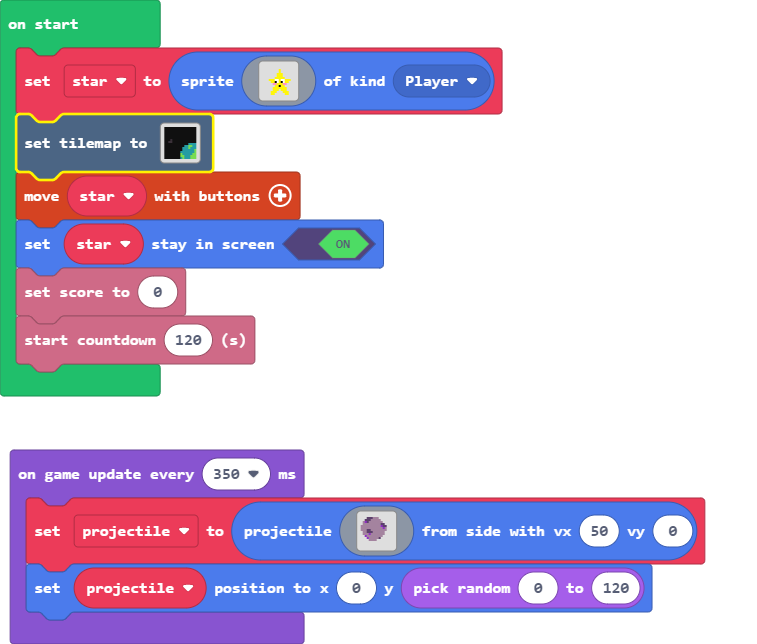 on start
set star to sprite of kind Player
set tilemap to
move star with buttons
set star stay in screen ON
set score to 0
start countdown 120 (s)
on game update every 350 ms
set projectile to projectile from side with vx 50 vy 0
set projectile position to x 0 y pick random 0 to 120